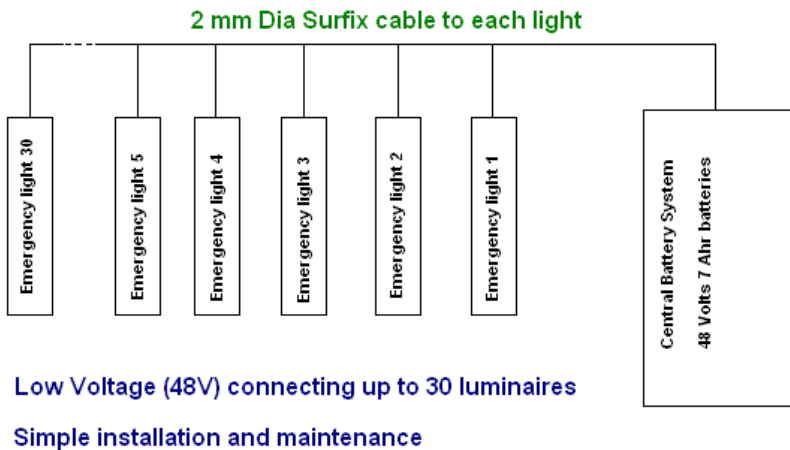 2 mm Dia Surfix cable to each light
Emergency light 30
Emergency light 5
Emergency light 4
Emergency light 3
Emergency light 2
Emergency light 1
Central Battery System
48 Volts 7 Ahr batteries
Low Voltage (48V) connecting up to 30 luminaires
Simple installation and maintenance